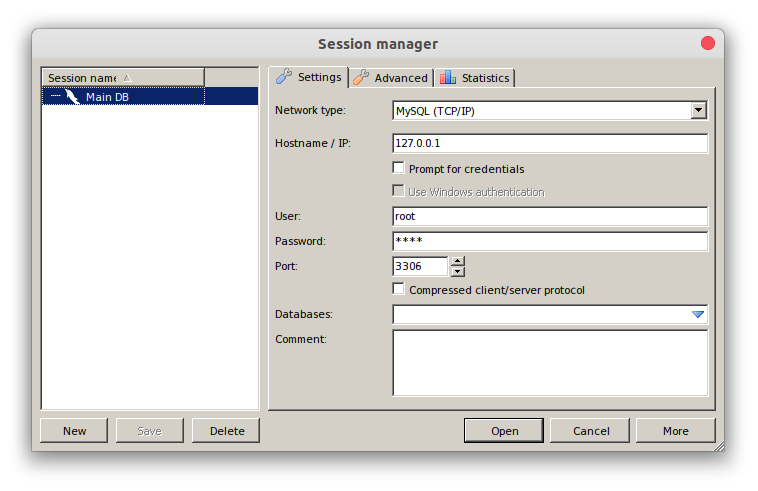 Session manager
Session name
Main DB
Settings
Advanced
Statistics
Network type:
MySQL (TCP/IP)
Hostname / IP:
127.0.0.1
Prompt for credentials
Use Windows authentication
User:
root
Password:
****
Port:
3306
Compressed client/server protocol
Databases:
Comment:
New
Save
Delete
Open
Cancel
More